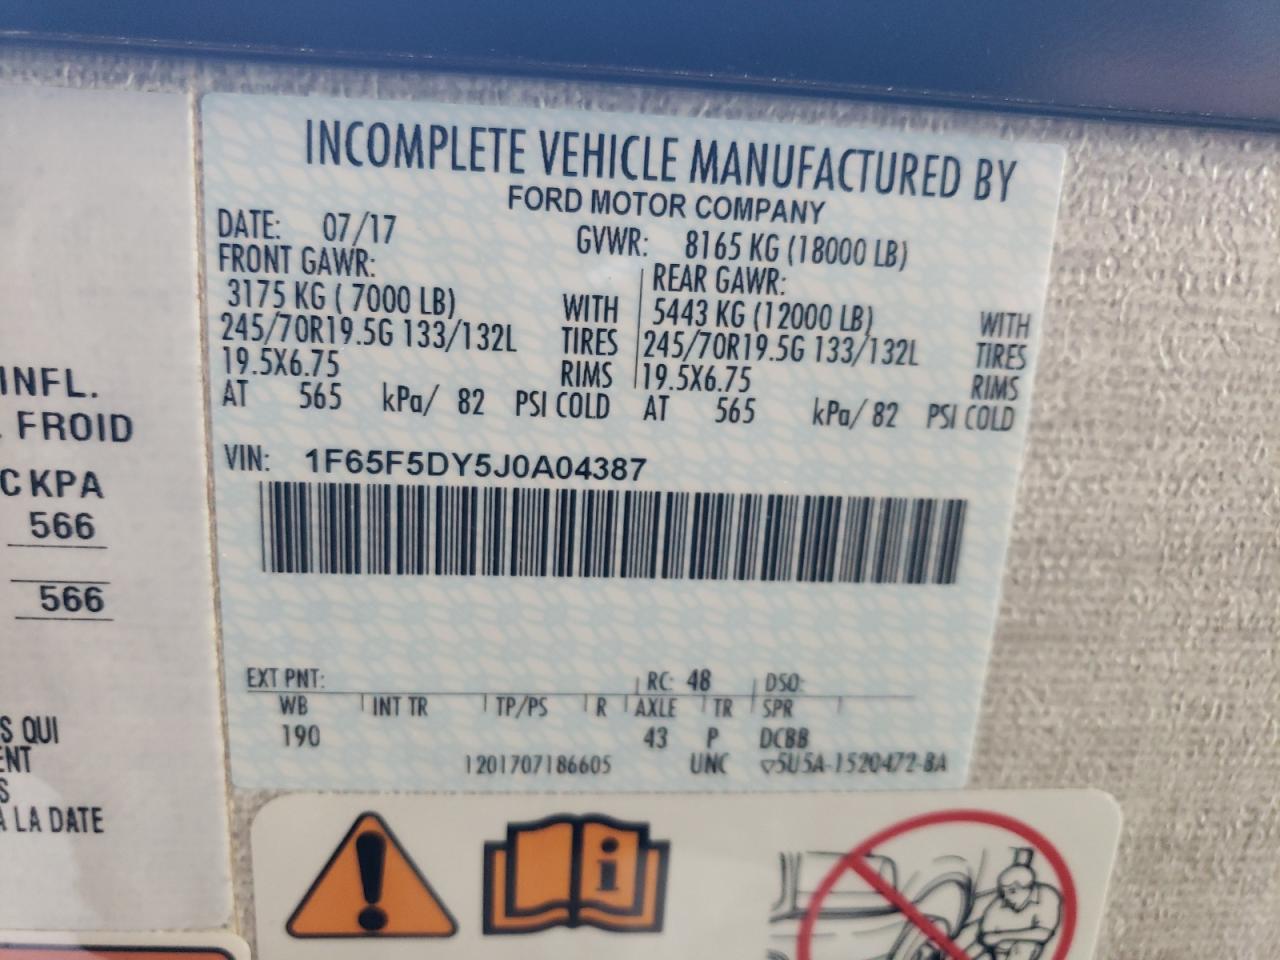 INCOMPLETE VEHICLE MANUFACTURED BY
FORD MOTOR COMPANY
DATE: 07/17 GVWR: 8165 KG (18000 LB)
FRONT GAWR: REAR GAWR:
3175 KG ( 7000 LB) WITH 5443 KG (12000 LB) WITH
245/70R19.5G 133/132L TIRES 245/70R19.5G 133/132L TIRES
19.5X6.75 RIMS 19.5X6.75 RIMS
AT 565 kPa/ 82 PSI COLD AT 565 kPa/ 82 PSI COLD
VIN: 1F65F5DY5J0A04387
EXT PNT: RC: 48 DSO:
WB INT TR TP/PS R AXLE TR SPR
190 43 P DCBB
1201707186605 UNC ▽5U5A-1520472-BA
INFL.
FROID
KPA
566
566
S QUI
ENT
S
À LA DATE
i